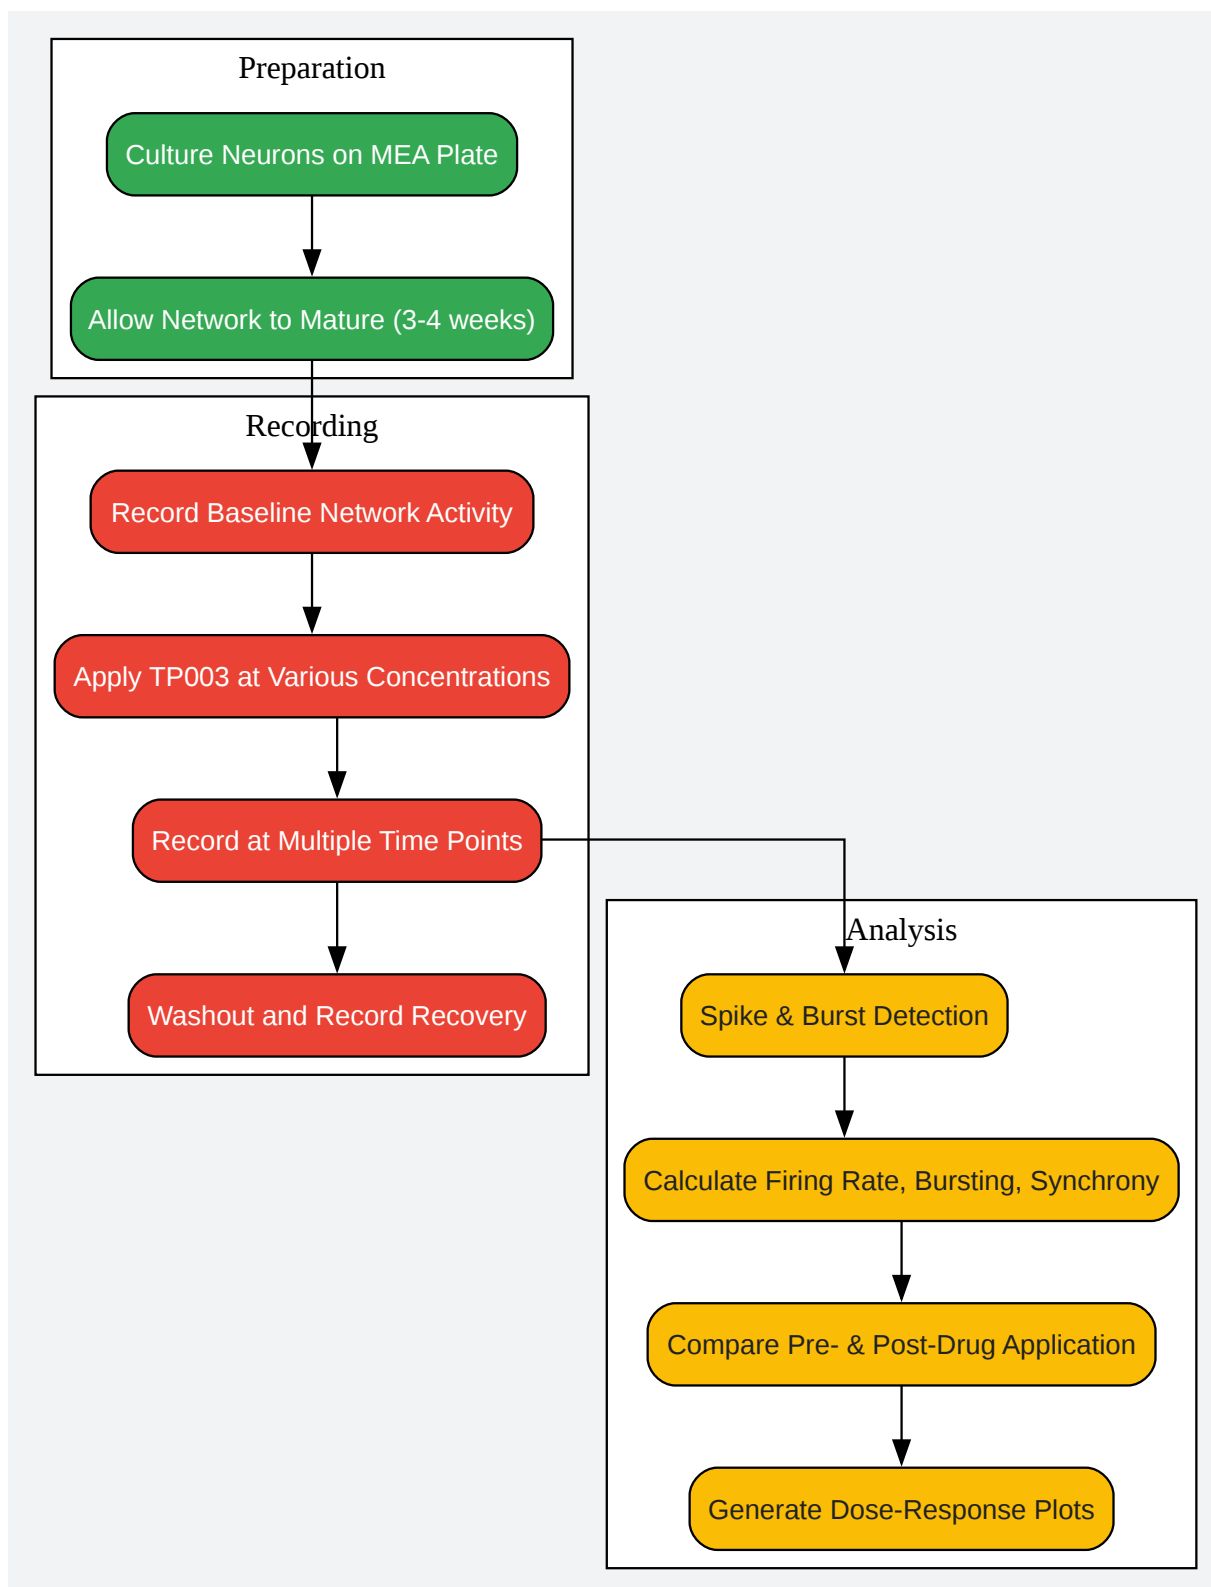 Preparation
Culture Neurons on MEA Plate
Allow Network to Mature (3-4 weeks)
Recording
Record Baseline Network Activity
Apply TP003 at Various Concentrations
Record at Multiple Time Points
Washout and Record Recovery
Analysis
Spike & Burst Detection
Calculate Firing Rate, Bursting, Synchrony
Compare Pre- & Post-Drug Application
Generate Dose-Response Plots